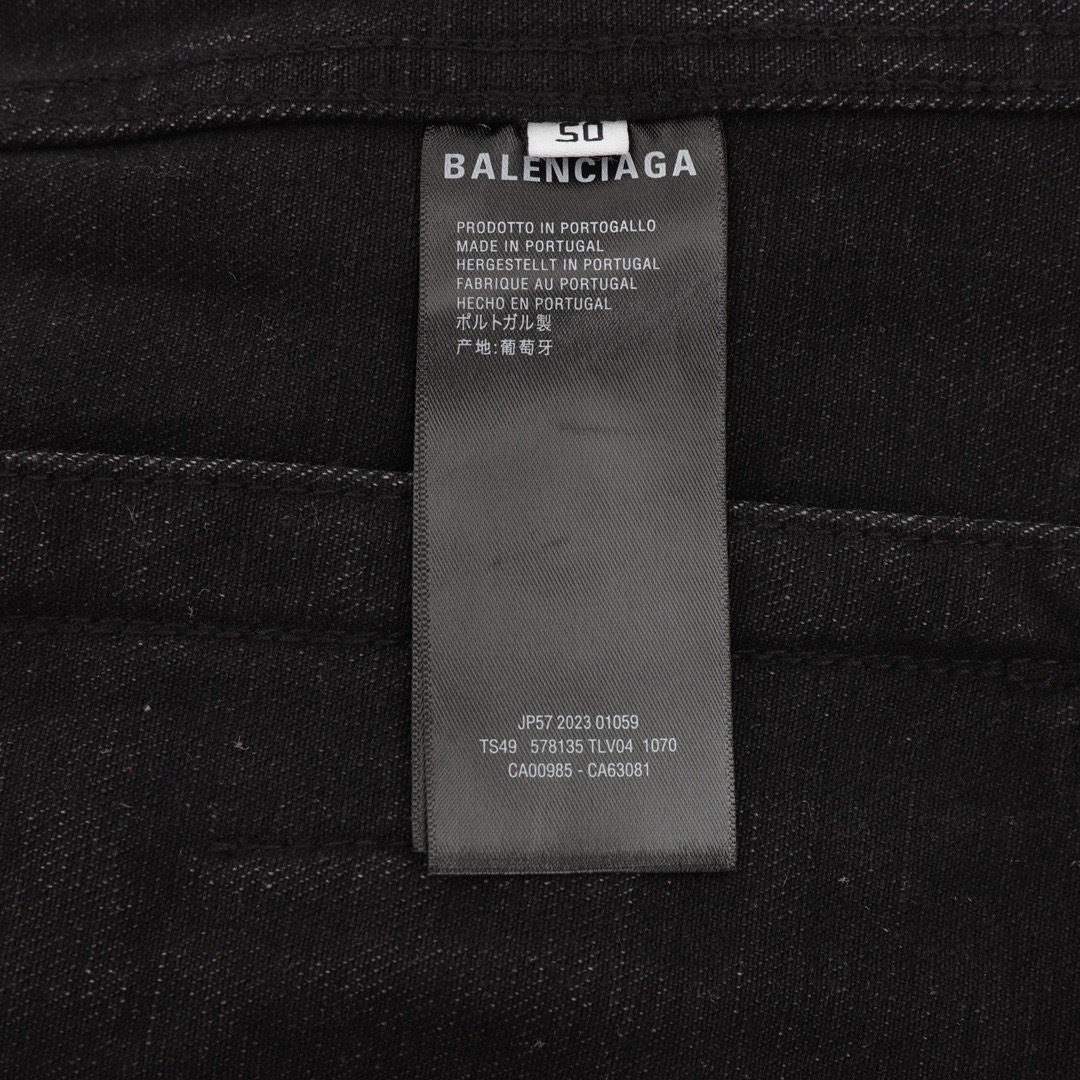 50
BALENCIAGA
PRODOTTO IN PORTOGALLO
MADE IN PORTUGAL
HERGESTELLT IN PORTUGAL
FABRIQUE AU PORTUGAL
HECHO EN PORTUGAL
ポルトガル製
产地:葡萄牙
JP57 2023 01059
TS49 578135 TLV04 1070
CA00985 - CA63081